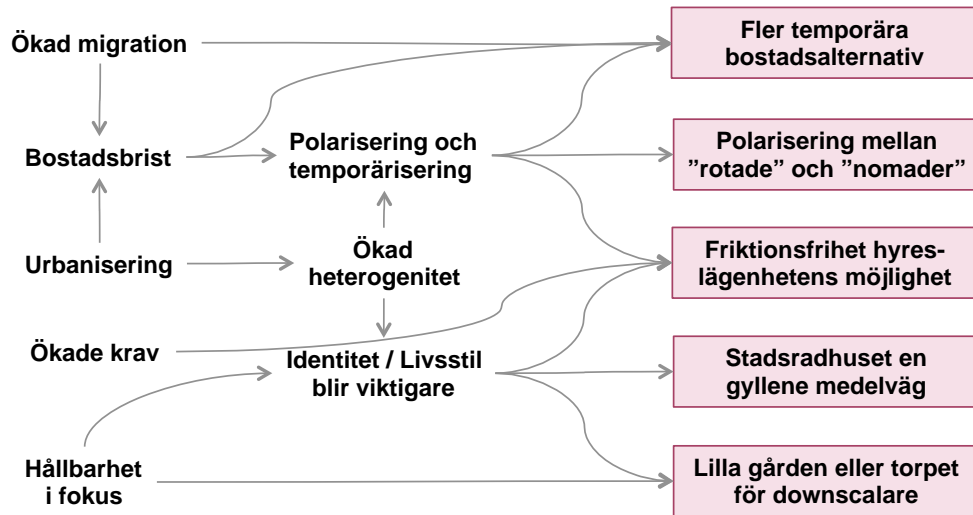 Ökad migration
Fler temporära
bostadsalternativ
Bostadsbrist
Polarisering och
temporärisering
Polarisering mellan
”rotade” och ”nomader”
Urbanisering
Ökad
heterogenitet
Friktionsfrihet hyres-
lägenhetens möjlighet
Ökade krav
Identitet / Livsstil
blir viktigare
Stadsradhuset en
gyllene medelväg
Hållbarhet
i fokus
Lilla gården eller torpet
för downscalare